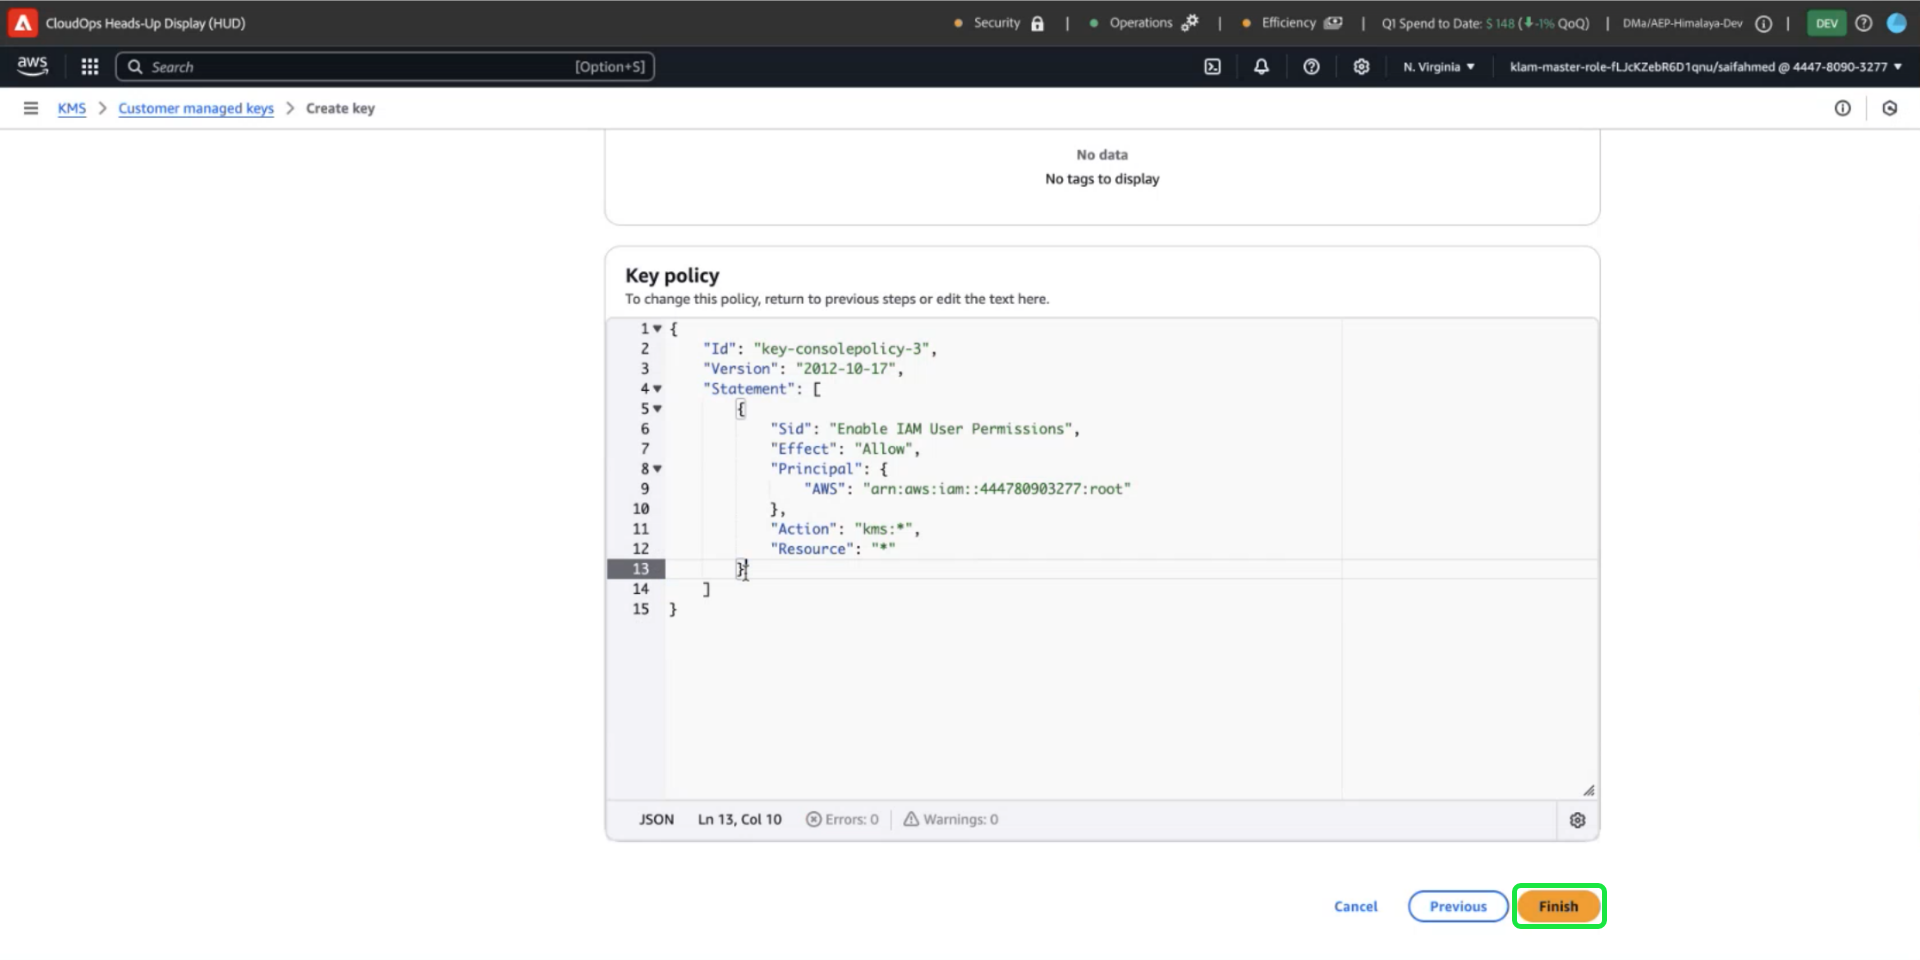 CloudOps Heads-Up Display (HUD)
Security | Operations | Efficiency | Q1 Spend to Date: $ 148 (-1% QoQ) | DMa/AEP-Himalaya-Dev | DEV
aws Search [Option+S] N. Virginia klam-master-role-fLJcKZebR6D1qnu/saifahmed @ 4447-8090-3277
KMS > Customer managed keys > Create key
No data
No tags to display
Key policy
To change this policy, return to previous steps or edit the text here.
1 {
2 "Id": "key-consolepolicy-3",
3 "Version": "2012-10-17",
4 "Statement": [
5 {
6 "Sid": "Enable IAM User Permissions",
7 "Effect": "Allow",
8 "Principal": {
9 "AWS": "arn:aws:iam::444780903277:root"
10 },
11 "Action": "kms:*",
12 "Resource": "*"
13 }
14 ]
15 }
JSON Ln 13, Col 10 Errors: 0 Warnings: 0
Cancel Previous Finish